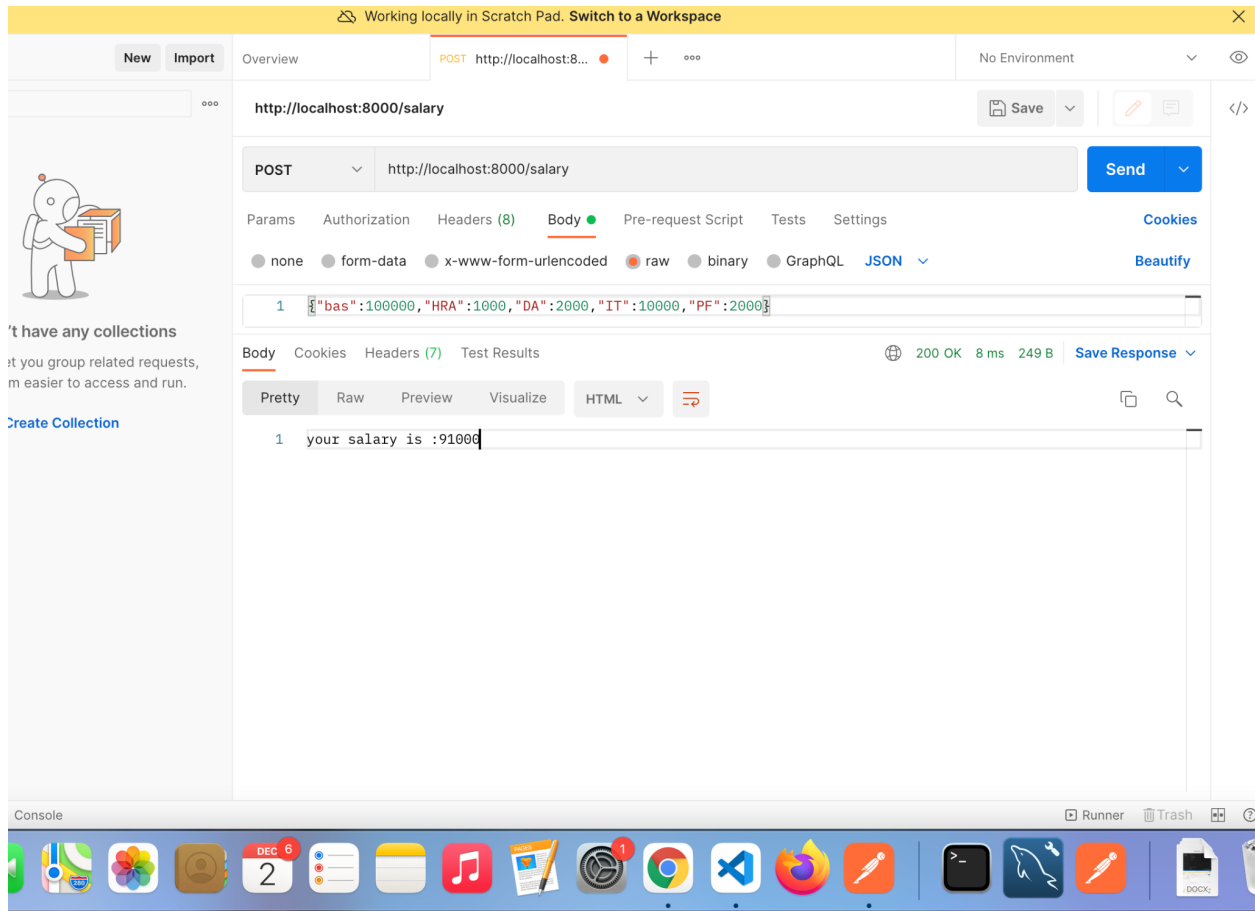 Working locally in Scratch Pad. Switch to a Workspace
New Import Overview POST http://localhost:8... No Environment
http://localhost:8000/salary Save
POST http://localhost:8000/salary Send
Params Authorization Headers (8) Body Pre-request Script Tests Settings Cookies
none form-data x-www-form-urlencoded raw binary GraphQL JSON Beautify
1 {"bas":100000,"HRA":1000,"DA":2000,"IT":10000,"PF":2000}
't have any collections
et you group related requests,
m easier to access and run.
Create Collection
Body Cookies Headers (7) Test Results 200 OK 8 ms 249 B Save Response
Pretty Raw Preview Visualize HTML
1 your salary is :91000
Console Runner Trash
DEC 6
2
280
PAGES
1
>_
DOCX